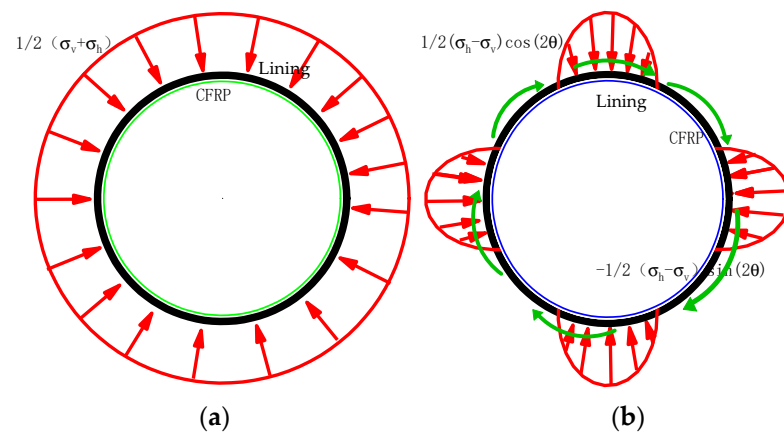 1/2 (σv+σh)
Lining
CFRP
(a)
1/2(σh-σv)cos(2θ)
Lining
CFRP
-1/2 (σh-σv) sin(2θ)
(b)